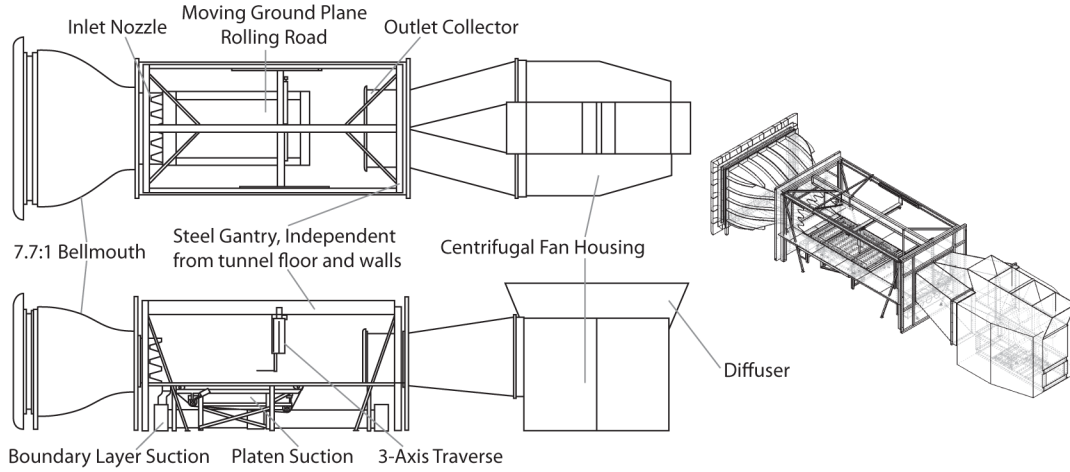 Moving Ground Plane
Rolling Road
Inlet Nozzle
Outlet Collector
7.7:1 Bellmouth
Steel Gantry, Independent
from tunnel floor and walls
Centrifugal Fan Housing
Diffuser
Boundary Layer Suction
Platen Suction
3-Axis Traverse